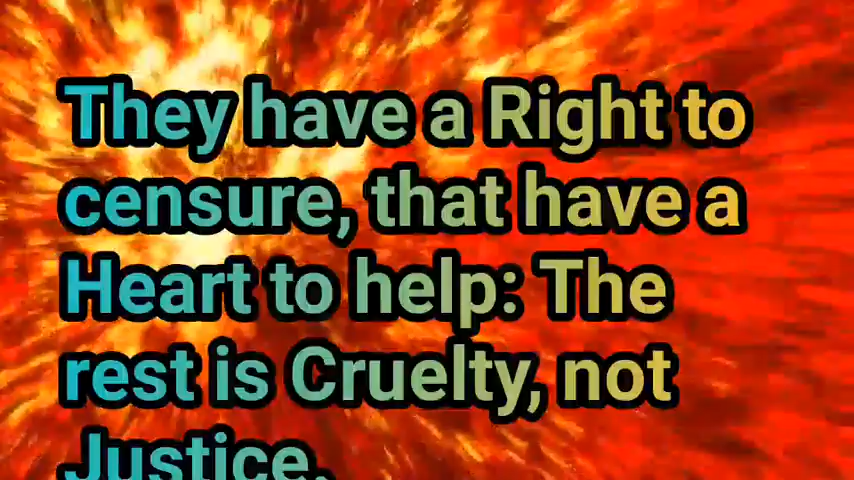 They have a Right to
censure, that have a
Heart to help: The
rest is Cruelty, not
Justice.